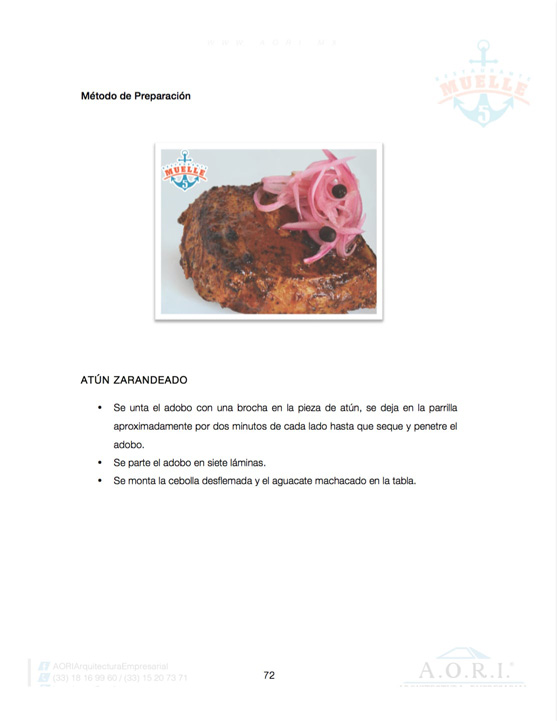 MUELLE
5
Método de Preparación
MUELLE
5
ATÚN ZARANDEADO
▪ Se unta el adobo con una brocha en la pieza de atún, se deja en la parrilla
aproximadamente por dos minutos de cada lado hasta que seque y penetre el
adobo.
▪ Se parte el adobo en siete láminas.
▪ Se monta la cebolla desflemada y el aguacate machacado en la tabla.
AORIArquitecturaEmpresarial
(33) 18 16 99 60 / (33) 15 20 73 71
72
A.O.R.I.®